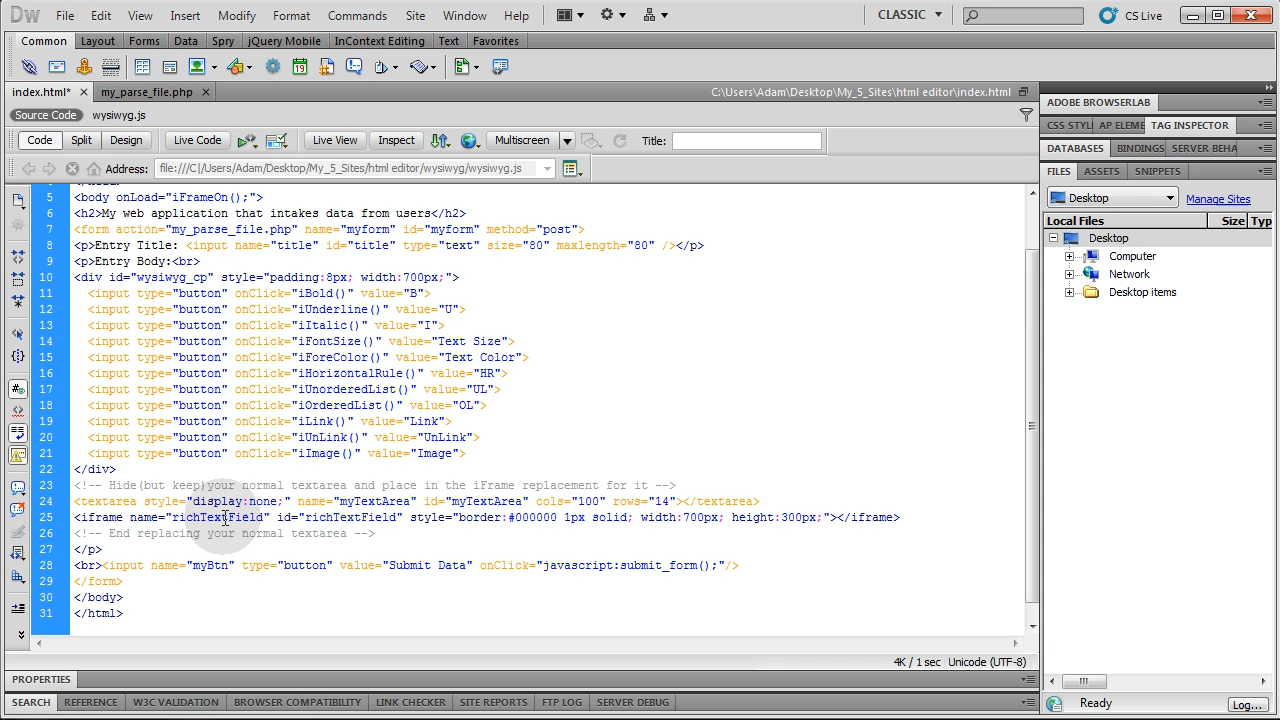 Dw File Edit View Insert Modify Format Commands Site Window Help CLASSIC CS Live
Common Layout Forms Data Spry jQuery Mobile InContext Editing Text Favorites
index.html* my_parse_file.php C:\Users\Adam\Desktop\My_5_Sites\html editor\index.html
Source Code wysiwyg.js
Code Split Design Live Code Live View Inspect Multiscreen Title:
Address: file:///C|/Users/Adam/Desktop/My_5_Sites/html editor/wysiwyg/wysiwyg.js
5 <body onLoad="iFrameOn();">
6 <h2>My web application that intakes data from users</h2>
7 <form action="my_parse_file.php" name="myform" id="myform" method="post">
8 <p>Entry Title: <input name="title" id="title" type="text" size="80" maxlength="80" /></p>
9 <p>Entry Body:<br>
10 <div id="wysiwyg_cp" style="padding:8px; width:700px;">
11 <input type="button" onClick="iBold()" value="B">
12 <input type="button" onClick="iUnderline()" value="U">
13 <input type="button" onClick="iItalic()" value="I">
14 <input type="button" onClick="iFontSize()" value="Text Size">
15 <input type="button" onClick="iForeColor()" value="Text Color">
16 <input type="button" onClick="iHorizontalRule()" value="HR">
17 <input type="button" onClick="iUnorderedList()" value="UL">
18 <input type="button" onClick="iOrderedList()" value="OL">
19 <input type="button" onClick="iLink()" value="Link">
20 <input type="button" onClick="iUnLink()" value="UnLink">
21 <input type="button" onClick="iImage()" value="Image">
22 </div>
23 <!-- Hide(but keep)your normal textarea and place in the iFrame replacement for it -->
24 <textarea style="display:none;" name="myTextArea" id="myTextArea" cols="100" rows="14"></textarea>
25 <iframe name="richTextField" id="richTextField" style="border:#000000 1px solid; width:700px; height:300px;"></iframe>
26 <!-- End replacing your normal textarea -->
27 </p>
28 <br><input name="myBtn" type="button" value="Submit Data" onClick="javascript:submit_form();"/>
29 </form>
30 </body>
31 </html>
4K / 1 sec Unicode (UTF-8)
PROPERTIES
SEARCH REFERENCE W3C VALIDATION BROWSER COMPATIBILITY LINK CHECKER SITE REPORTS FTP LOG SERVER DEBUG
ADOBE BROWSERLAB
CSS STYL AP ELEME TAG INSPECTOR
DATABASES BINDINGS SERVER BEHA
FILES ASSETS SNIPPETS
Desktop Manage Sites
Local Files Size Typ
Desktop
Computer
Network
Desktop items
Ready Log...